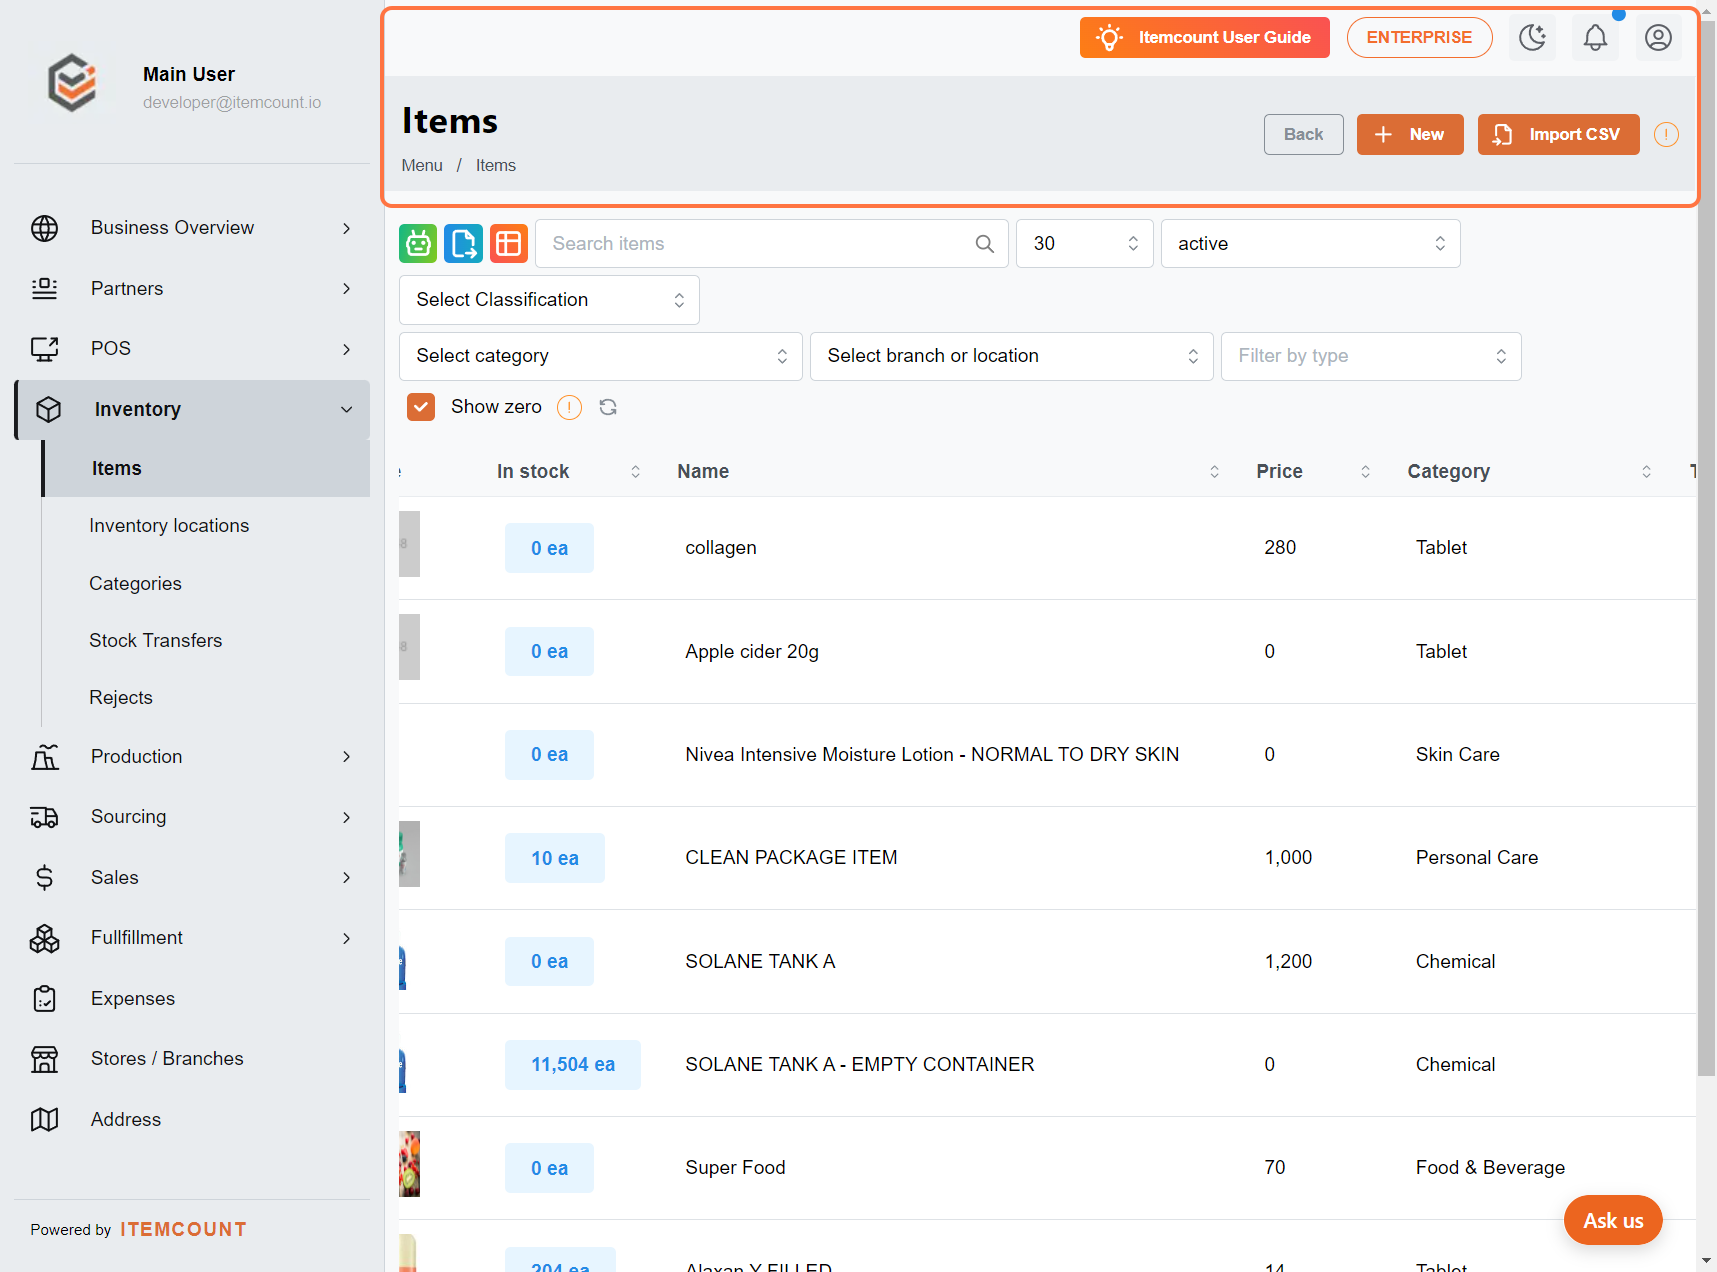 Main User
developer@itemcount.io
Business Overview
Partners
POS
Inventory
Items
Inventory locations
Categories
Stock Transfers
Rejects
Production
Sourcing
Sales
Fullfillment
Expenses
Stores / Branches
Address
Powered by ITEMCOUNT
Itemcount User Guide
ENTERPRISE
Items
Menu / Items
Back
New
Import CSV
Search items
30
active
Select Classification
Select category
Select branch or location
Filter by type
Show zero
In stock Name Price Category
0 ea collagen 280 Tablet
0 ea Apple cider 20g 0 Tablet
0 ea Nivea Intensive Moisture Lotion - NORMAL TO DRY SKIN 0 Skin Care
10 ea CLEAN PACKAGE ITEM 1,000 Personal Care
0 ea SOLANE TANK A 1,200 Chemical
11,504 ea SOLANE TANK A - EMPTY CONTAINER 0 Chemical
0 ea Super Food 70 Food & Beverage
204 ea Alaxan Y FILLED 14 Tablet
Ask us